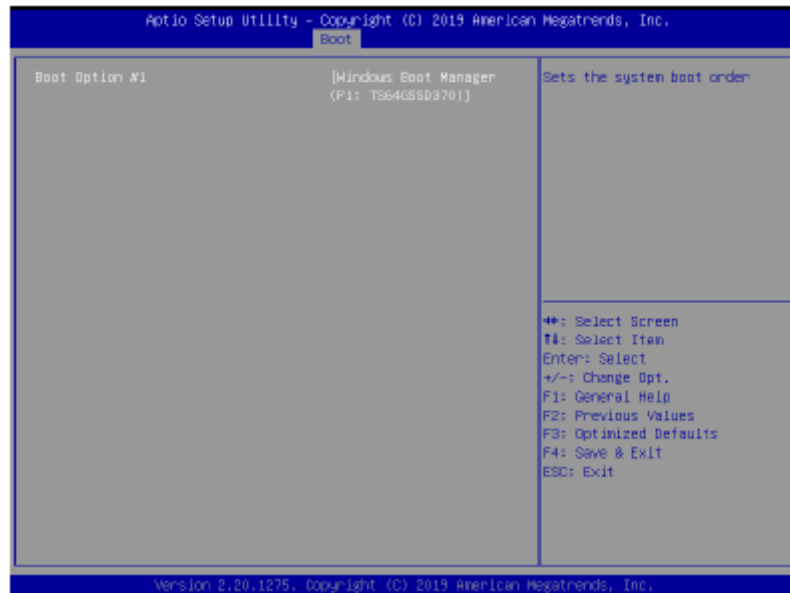 Aptio Setup Utility - Copyright (C) 2019 American Megatrends, Inc.
Boot
Boot Option #1
[Windows Boot Manager
(P1: TS64GSSD370)]
Sets the system boot order
→←: Select Screen
↑↓: Select Item
Enter: Select
+/-: Change Opt.
F1: General Help
F2: Previous Values
F3: Optimized Defaults
F4: Save & Exit
ESC: Exit
Version 2.20.1275. Copyright (C) 2019 American Megatrends, Inc.